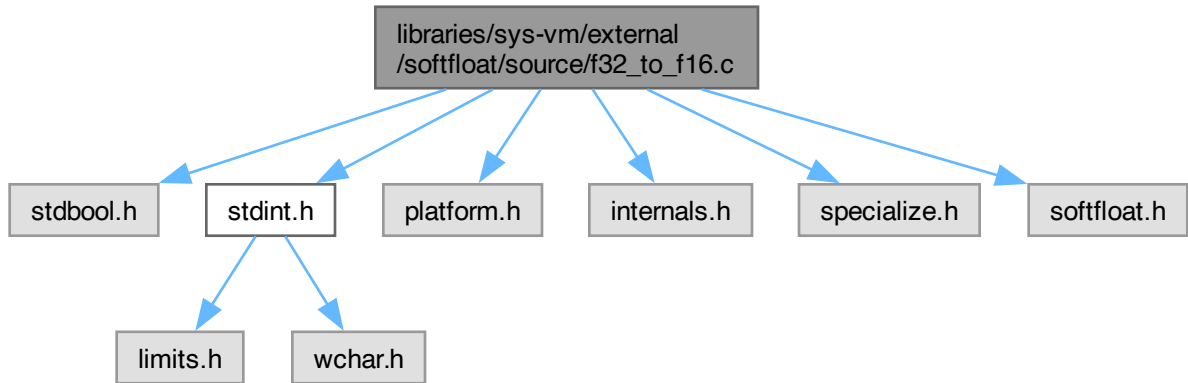 libraries/sys-vm/external
/softfloat/source/f32_to_f16.c
stdbool.h
stdint.h
platform.h
internals.h
specialize.h
softfloat.h
limits.h
wchar.h